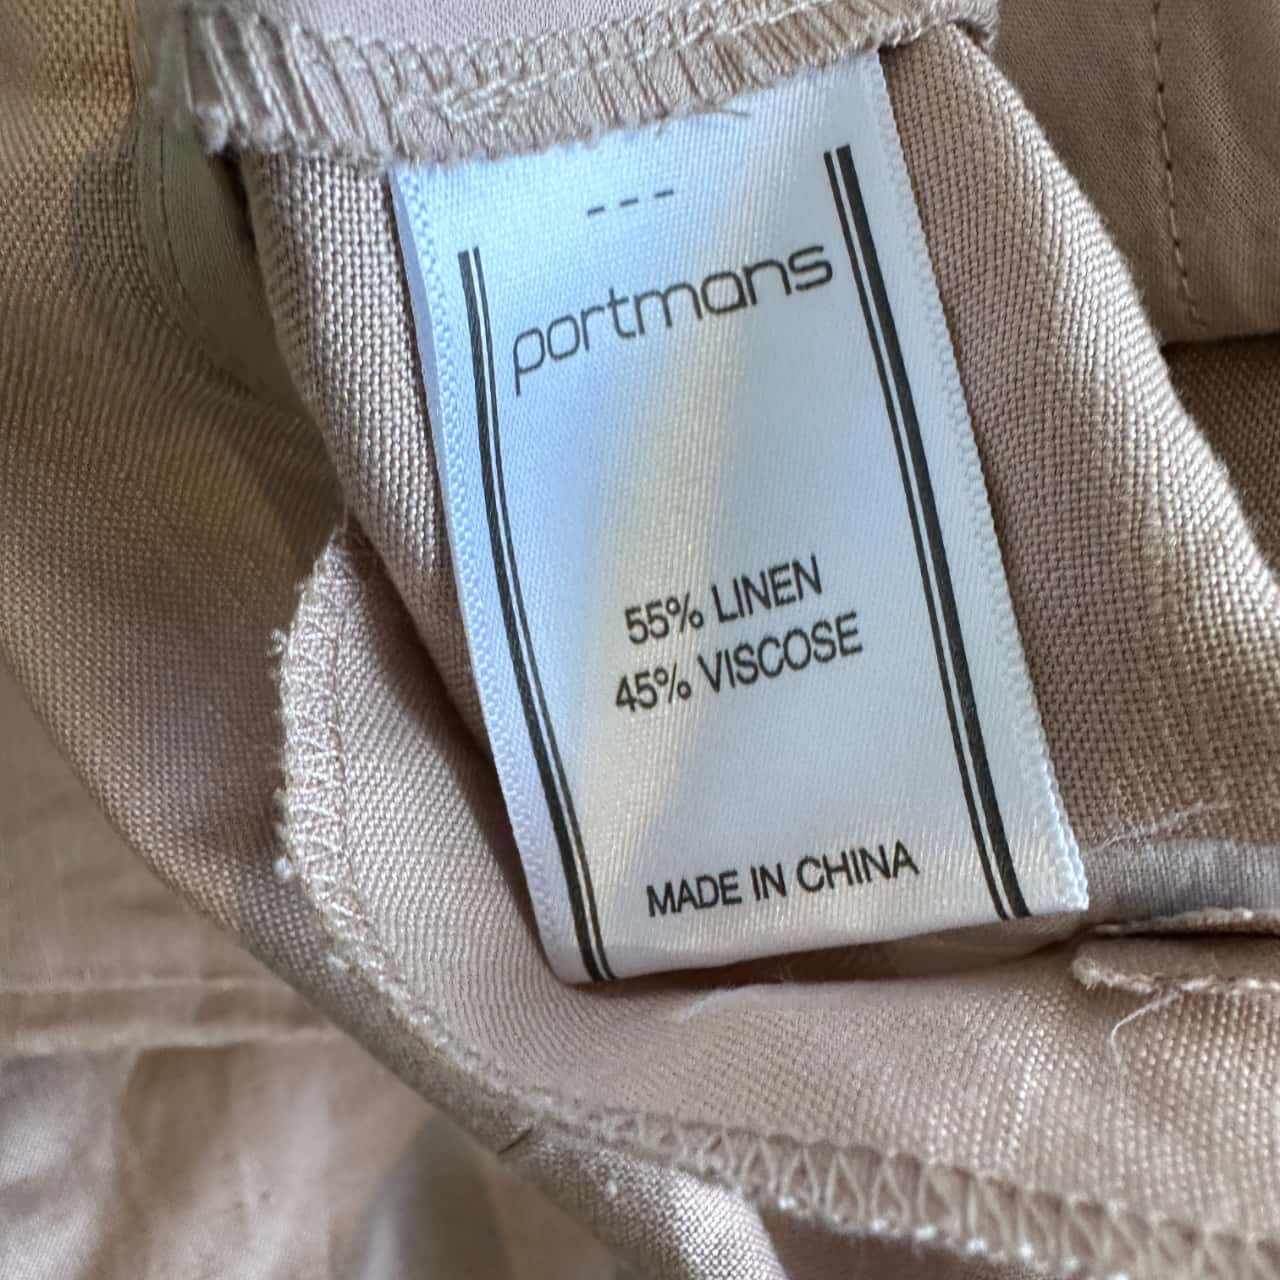 ---
portmans
55% LINEN
45% VISCOSE
MADE IN CHINA